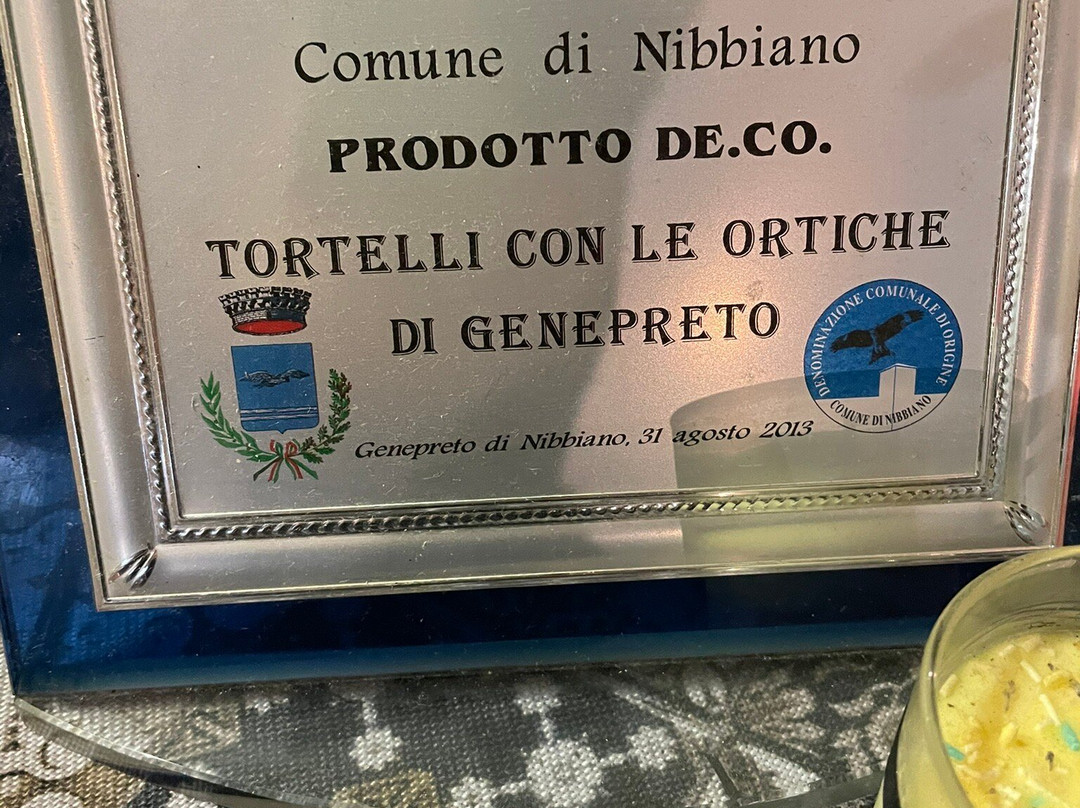 Comune di Nibbiano
PRODOTTO DE.CO.
TORTELLI CON LE ORTICHE
DI GENEPRETO
DENOMINAZIONE COMUNALE DI ORIGINE
COMUNE DI NIBBIANO
Genepreto di Nibbiano, 31 agosto 2013